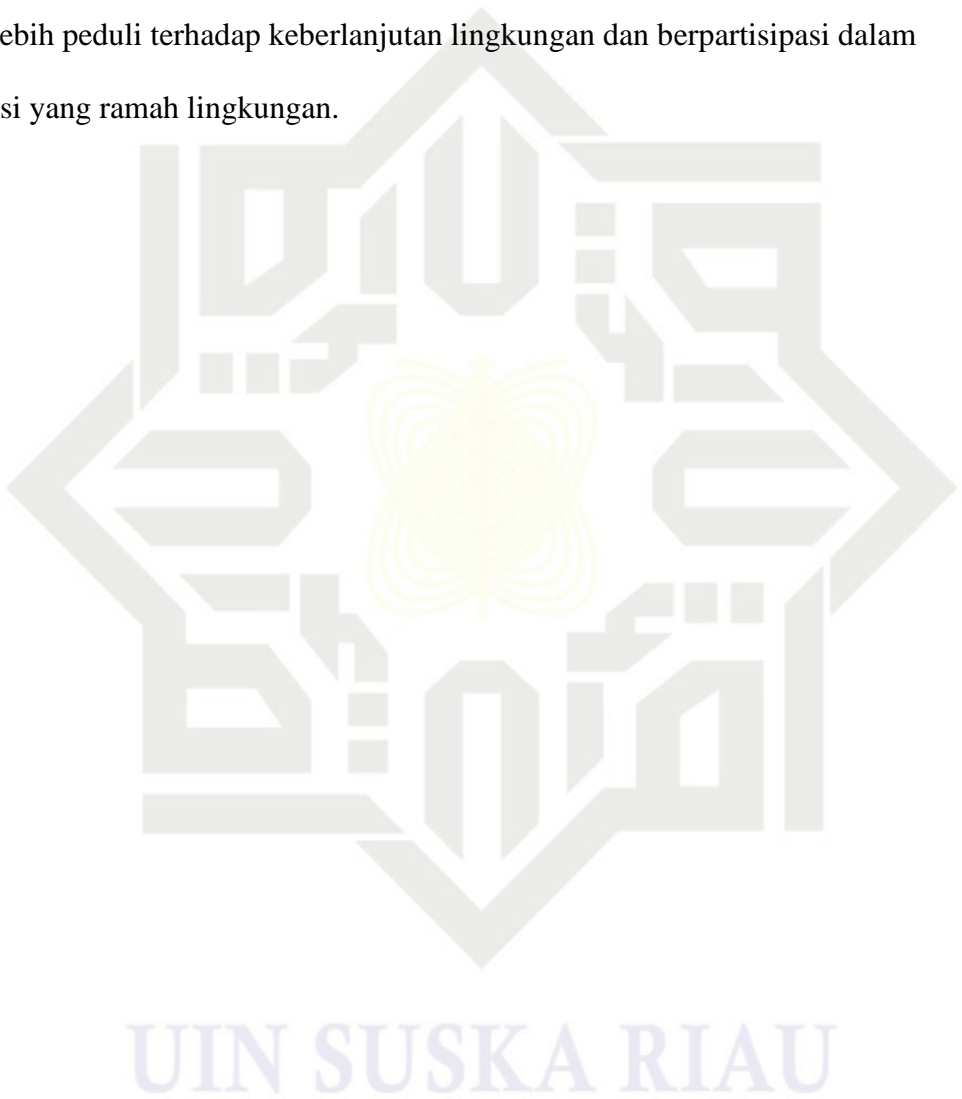 ebih peduli terhadap keberlanjutan lingkungan dan berpartisipasi dalam
si yang ramah lingkungan.
UIN SUSKA RIAU